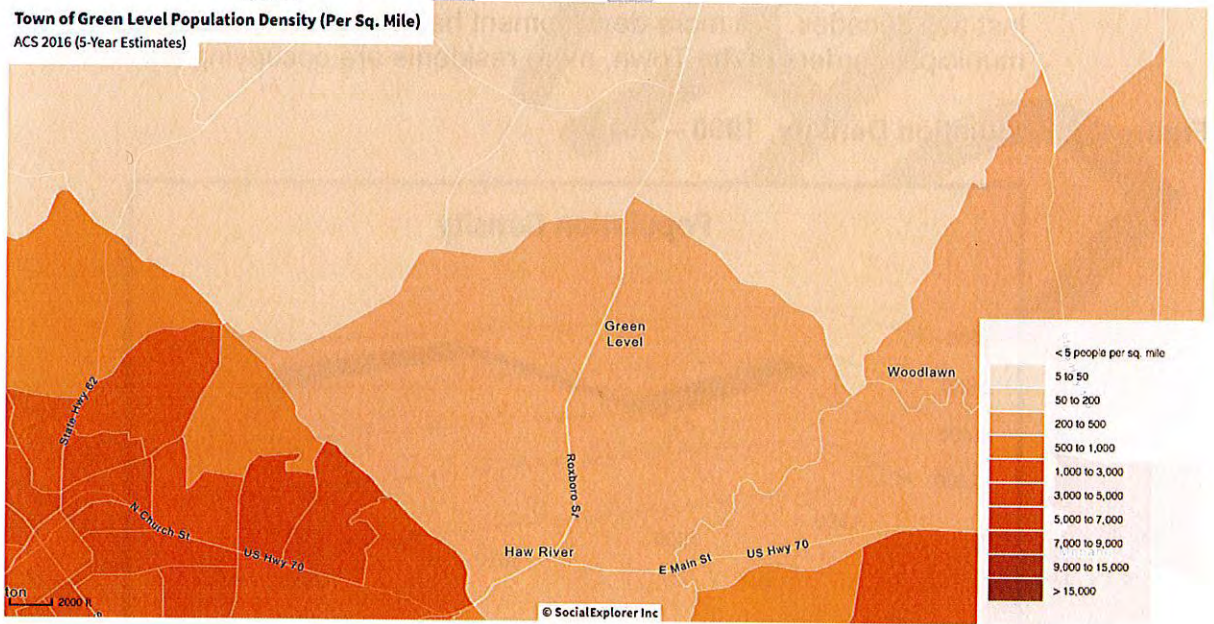 Town of Green Level Population Density (Per Sq. Mile)
ACS 2016 (5-Year Estimates)
Green
Level
Woodlawn
State Hwy 62
Roxboro St
N Church St
US Hwy 70
Haw River
E Main St
US Hwy 70
ton
2000 ft
© SocialExplorer Inc
< 5 people per sq. mile
5 to 50
50 to 200
200 to 500
500 to 1,000
1,000 to 3,000
3,000 to 5,000
5,000 to 7,000
7,000 to 9,000
9,000 to 15,000
> 15,000